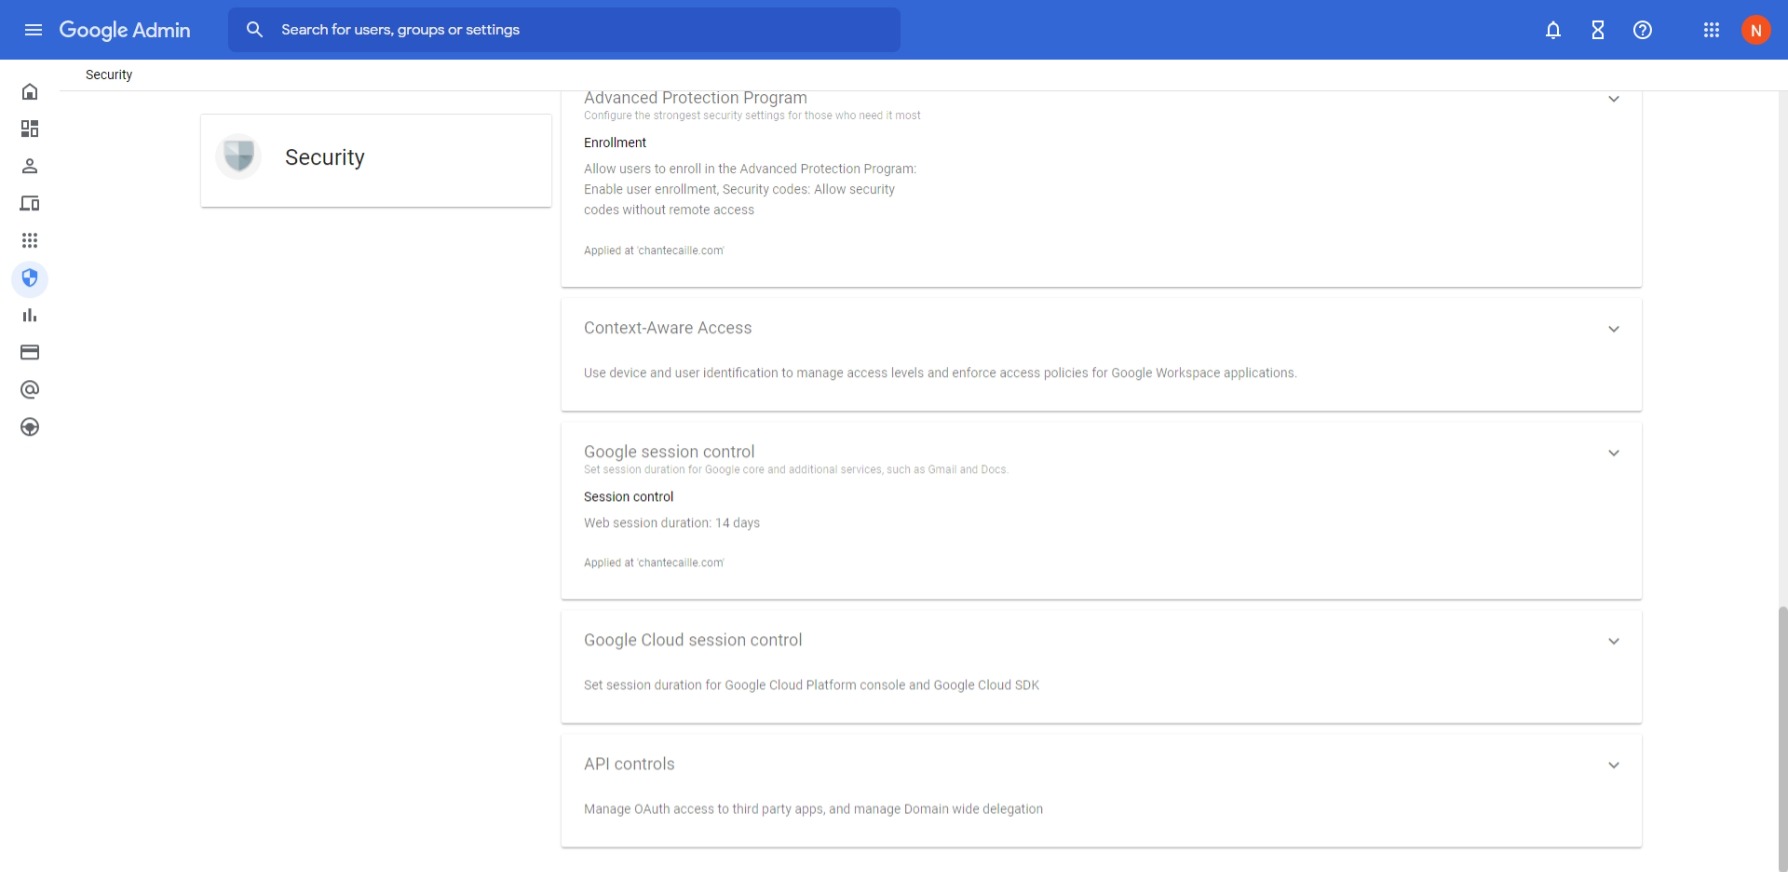 Google Admin
Search for users, groups or settings
N
Security
Security
Advanced Protection Program
Configure the strongest security settings for those who need it most
Enrollment
Allow users to enroll in the Advanced Protection Program:
Enable user enrollment, Security codes: Allow security
codes without remote access
Applied at 'chantecaille.com'
Context-Aware Access
Use device and user identification to manage access levels and enforce access policies for Google Workspace applications.
Google session control
Set session duration for Google core and additional services, such as Gmail and Docs.
Session control
Web session duration: 14 days
Applied at 'chantecaille.com'
Google Cloud session control
Set session duration for Google Cloud Platform console and Google Cloud SDK
API controls
Manage OAuth access to third party apps, and manage Domain wide delegation